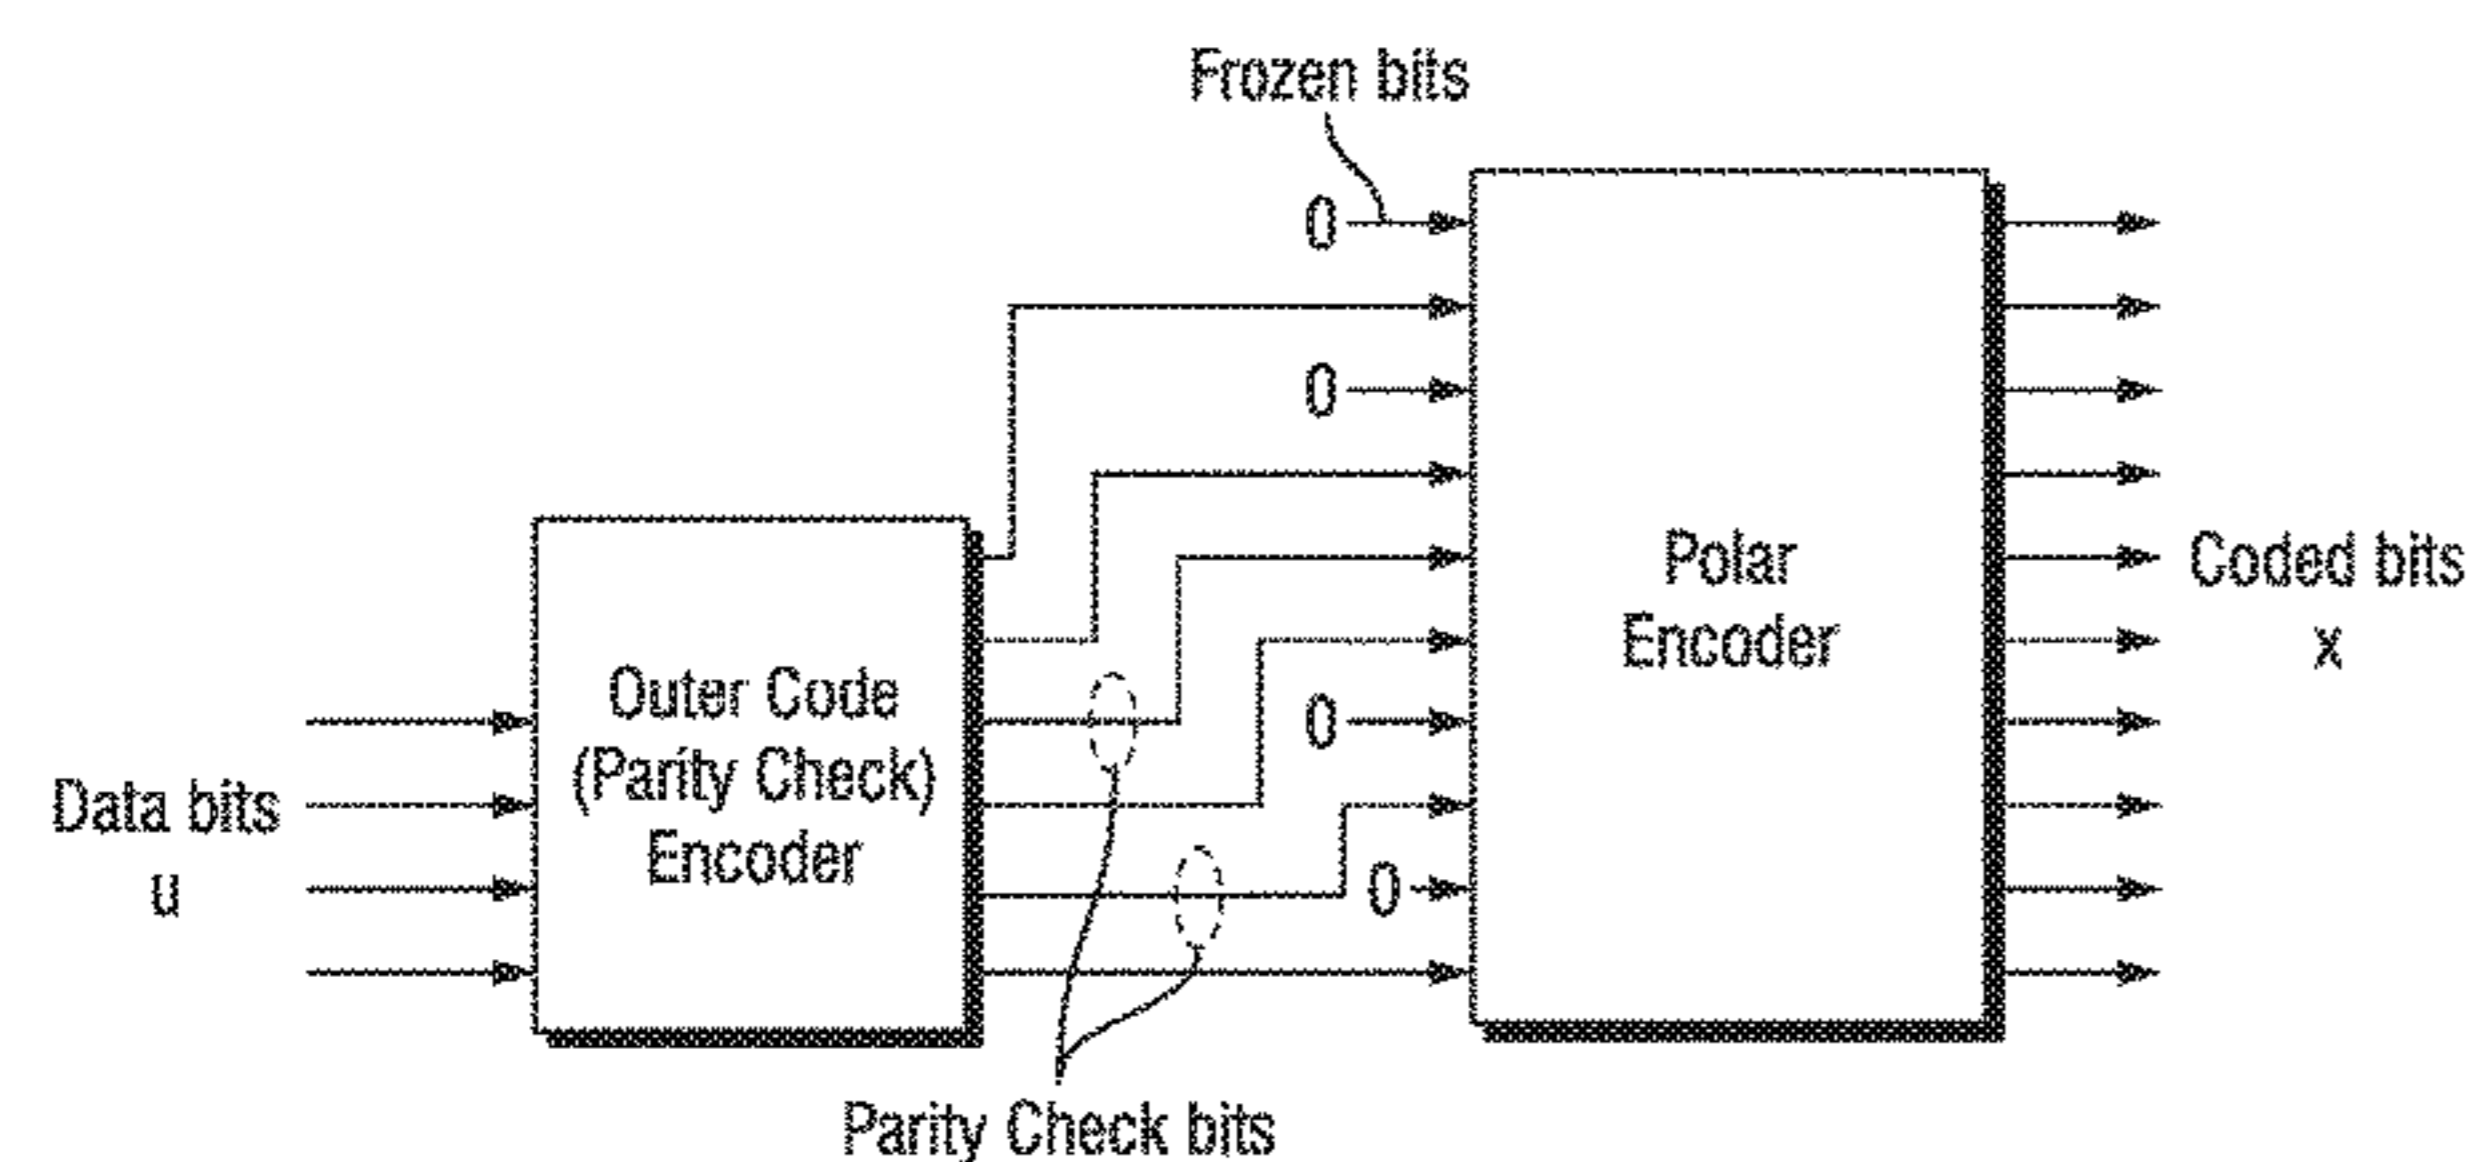 Frozen bits
0
0
0
0
Data bits
u
Outer Code
(Parity Check)
Encoder
Polar
Encoder
Coded bits
x
Parity Check bits